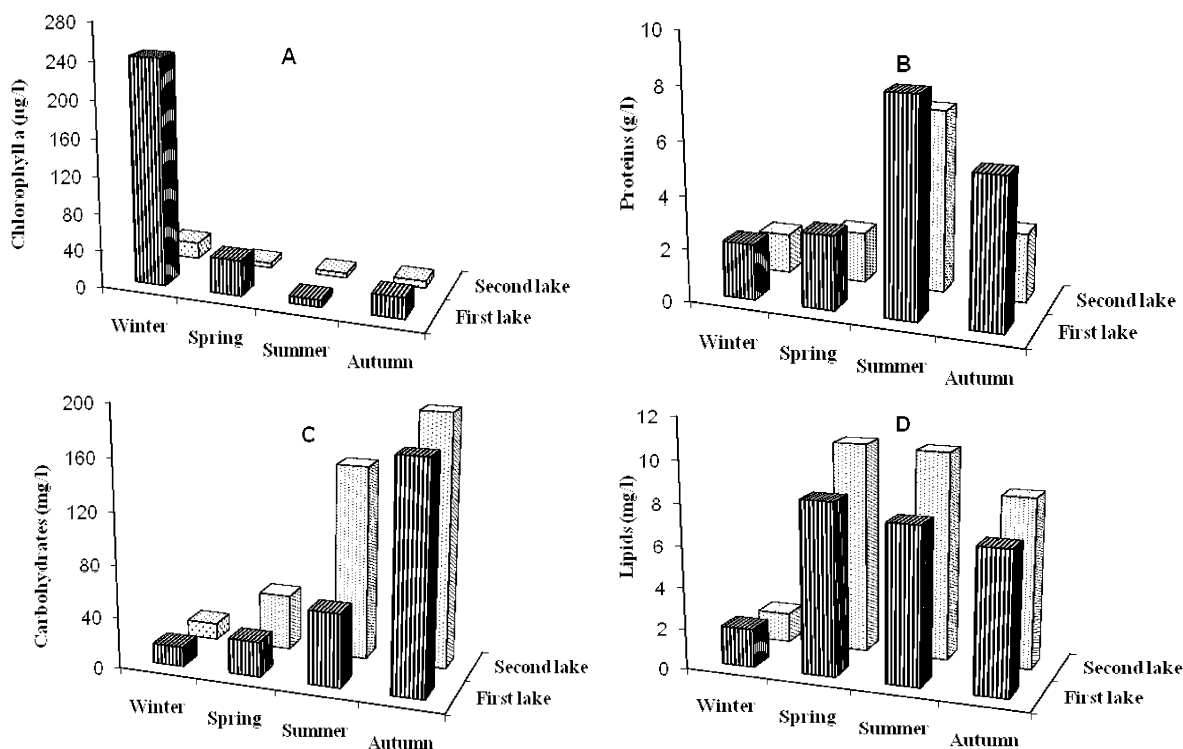 A
Chlorophyll a (µg/l)
280
240
200
160
120
80
40
0
Winter
Spring
Summer
Autumn
Second lake
First lake
B
Proteins (g/l)
10
8
6
4
2
0
Winter
Spring
Summer
Autumn
Second lake
First lake
C
Carbohydrates (mg/l)
200
160
120
80
40
0
Winter
Spring
Summer
Autumn
Second lake
First lake
D
Lipids (mg/l)
12
10
8
6
4
2
0
Winter
Spring
Summer
Autumn
Second lake
First lake